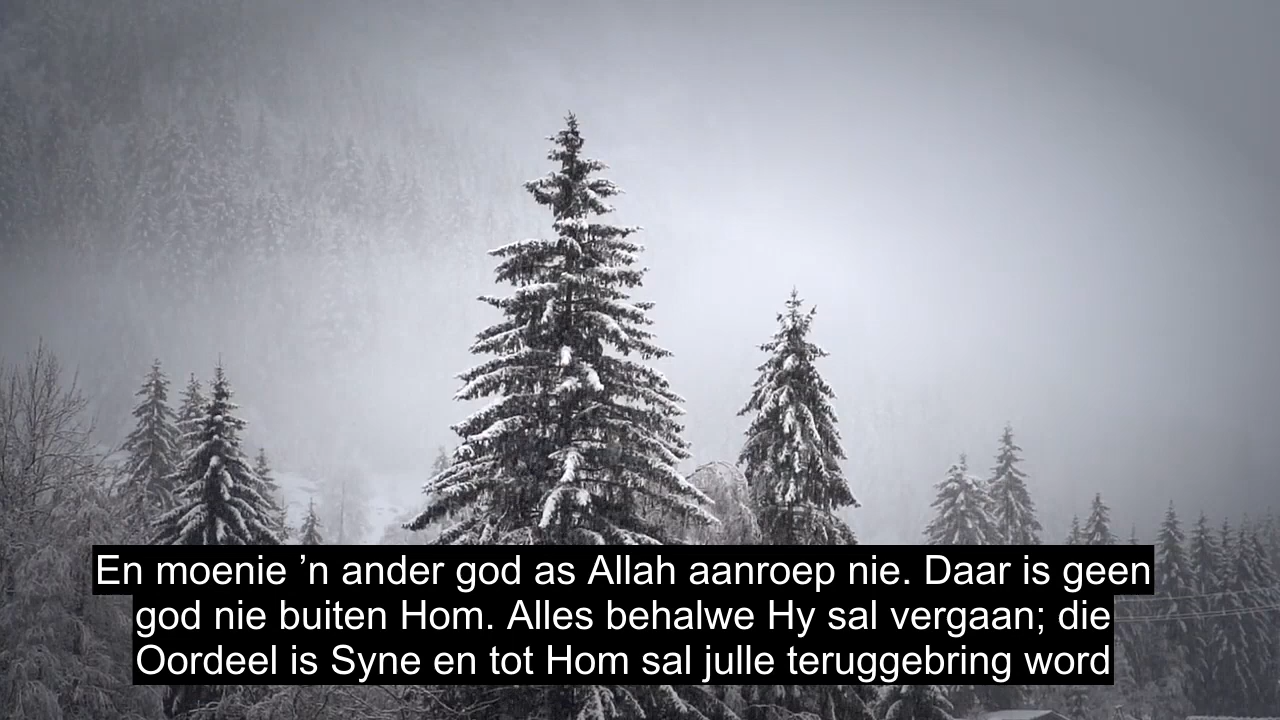 En moenie ’n ander god as Allah aanroep nie. Daar is geen
god nie buiten Hom. Alles behalwe Hy sal vergaan; die
Oordeel is Syne en tot Hom sal julle teruggebring word